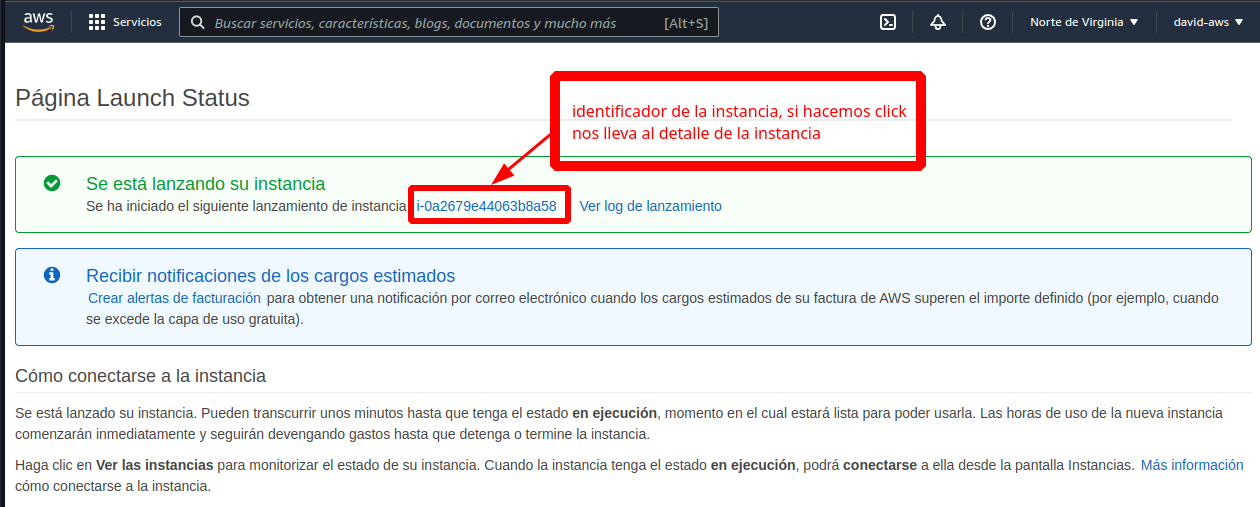 aws Servicios Buscar servicios, características, blogs, documentos y mucho más [Alt+S] Norte de Virginia david-aws
Página Launch Status
identificador de la instancia, si hacemos click
nos lleva al detalle de la instancia
Se está lanzando su instancia
Se ha iniciado el siguiente lanzamiento de instancia i-0a2679e44063b8a58 Ver log de lanzamiento
Recibir notificaciones de los cargos estimados
Crear alertas de facturación para obtener una notificación por correo electrónico cuando los cargos estimados de su factura de AWS superen el importe definido (por ejemplo, cuando
se excede la capa de uso gratuita).
Cómo conectarse a la instancia
Se está lanzado su instancia. Pueden transcurrir unos minutos hasta que tenga el estado en ejecución, momento en el cual estará lista para poder usarla. Las horas de uso de la nueva instancia
comenzarán inmediatamente y seguirán devengando gastos hasta que detenga o termine la instancia.
Haga clic en Ver las instancias para monitorizar el estado de su instancia. Cuando la instancia tenga el estado en ejecución, podrá conectarse a ella desde la pantalla Instancias. Más información
cómo conectarse a la instancia.